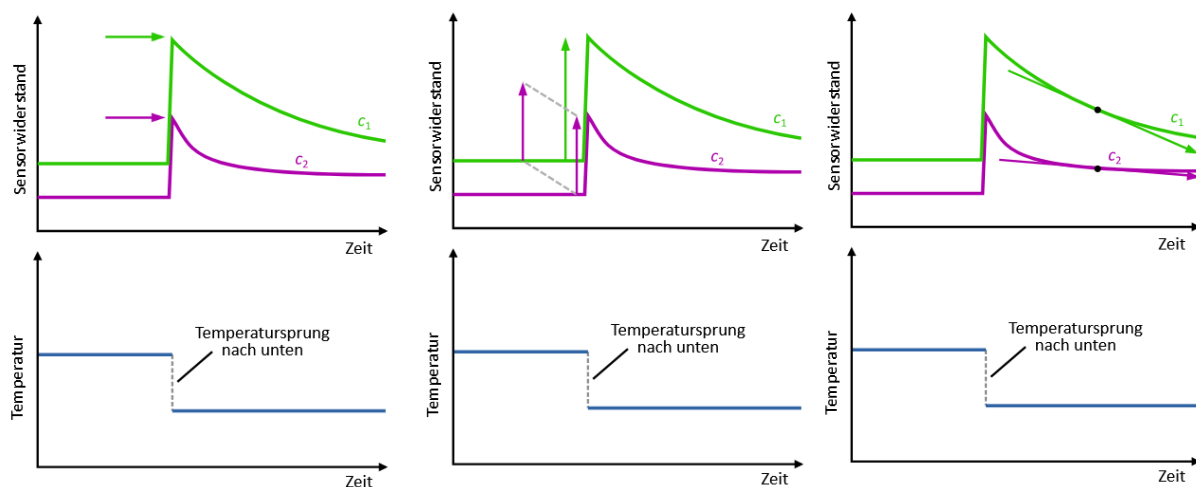 Sensorwiderstand
c1
c2
Zeit
Temperatur
Temperatursprung
nach unten
Zeit
Sensorwiderstand
c1
c2
Zeit
Temperatur
Temperatursprung
nach unten
Zeit
Sensorwiderstand
c1
c2
Zeit
Temperatur
Temperatursprung
nach unten
Zeit